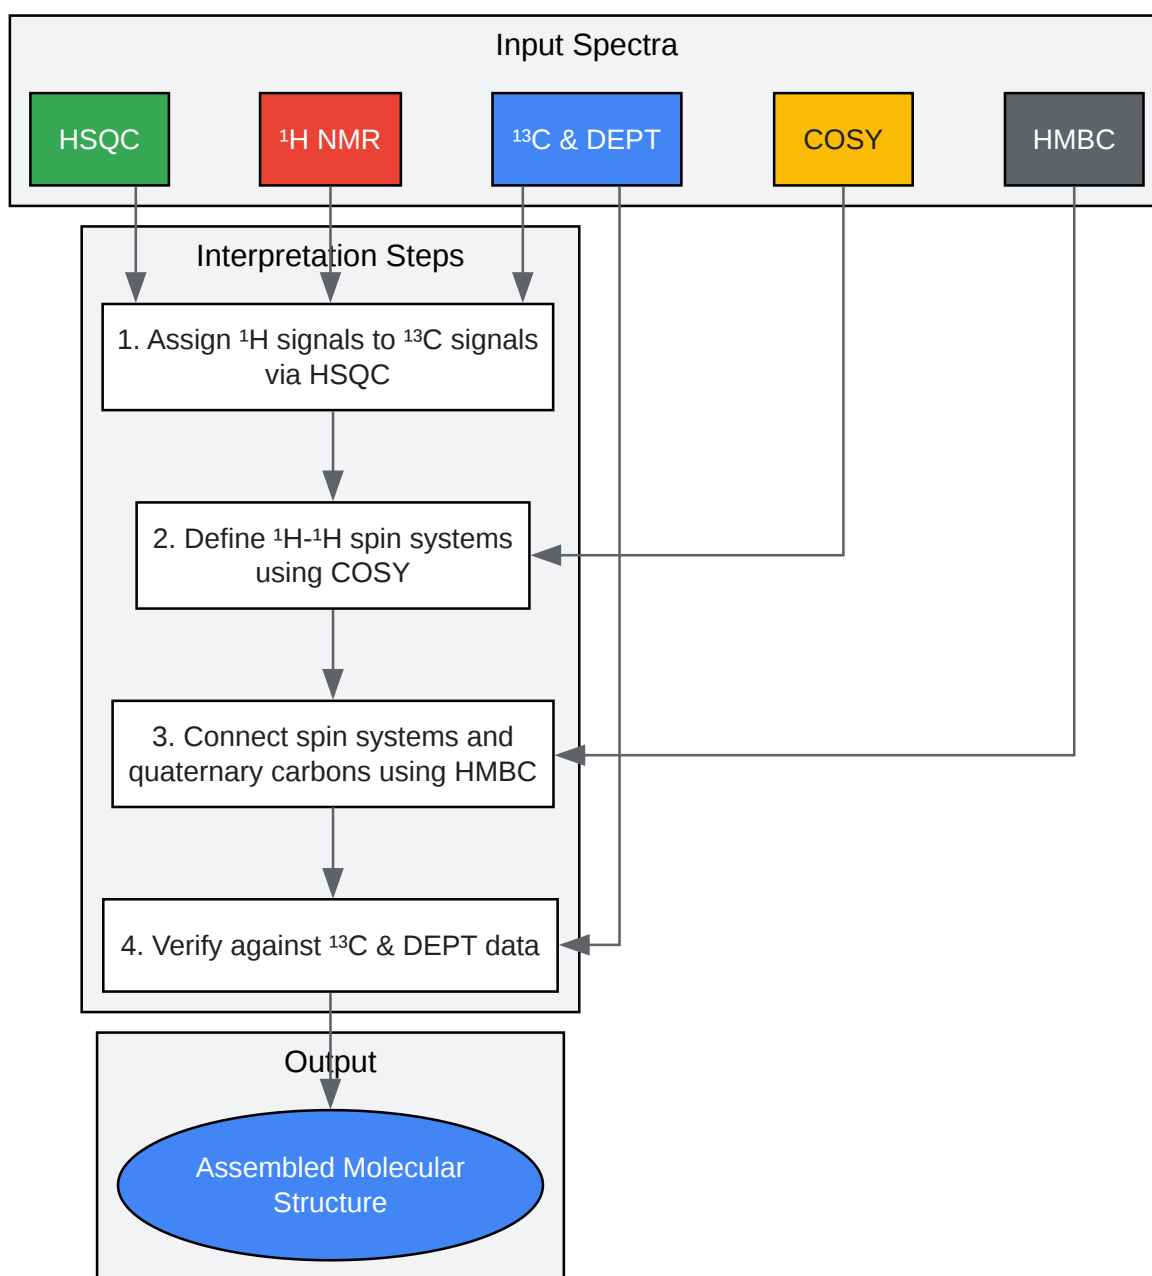 Input Spectra
HSQC
¹H NMR
¹³C & DEPT
COSY
HMBC
Interpretation Steps
1. Assign ¹H signals to ¹³C signals
via HSQC
2. Define ¹H-¹H spin systems
using COSY
3. Connect spin systems and
quaternary carbons using HMBC
4. Verify against ¹³C & DEPT data
Output
Assembled Molecular
Structure